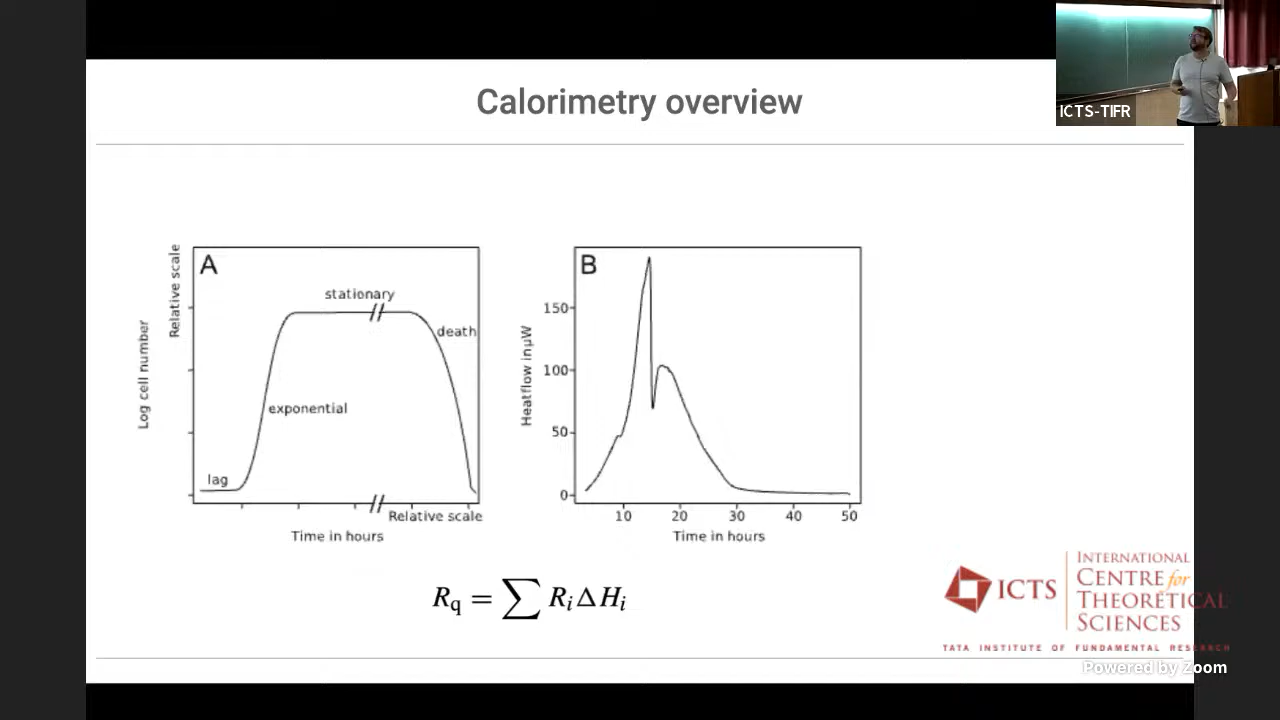 Calorimetry overview
ICTS-TIFR
A
Relative scale
Log cell number
stationary
death
exponential
lag
Relative scale
Time in hours
B
Heatflow in µW
150
100
50
0
10 20 30 40 50
Time in hours
R_q = ∑ R_i ΔH_i
ICTS
INTERNATIONAL
CENTRE for
THEORETICAL
SCIENCES
TATA INSTITUTE OF FUNDAMENTAL RESEARCH
Powered by Zoom